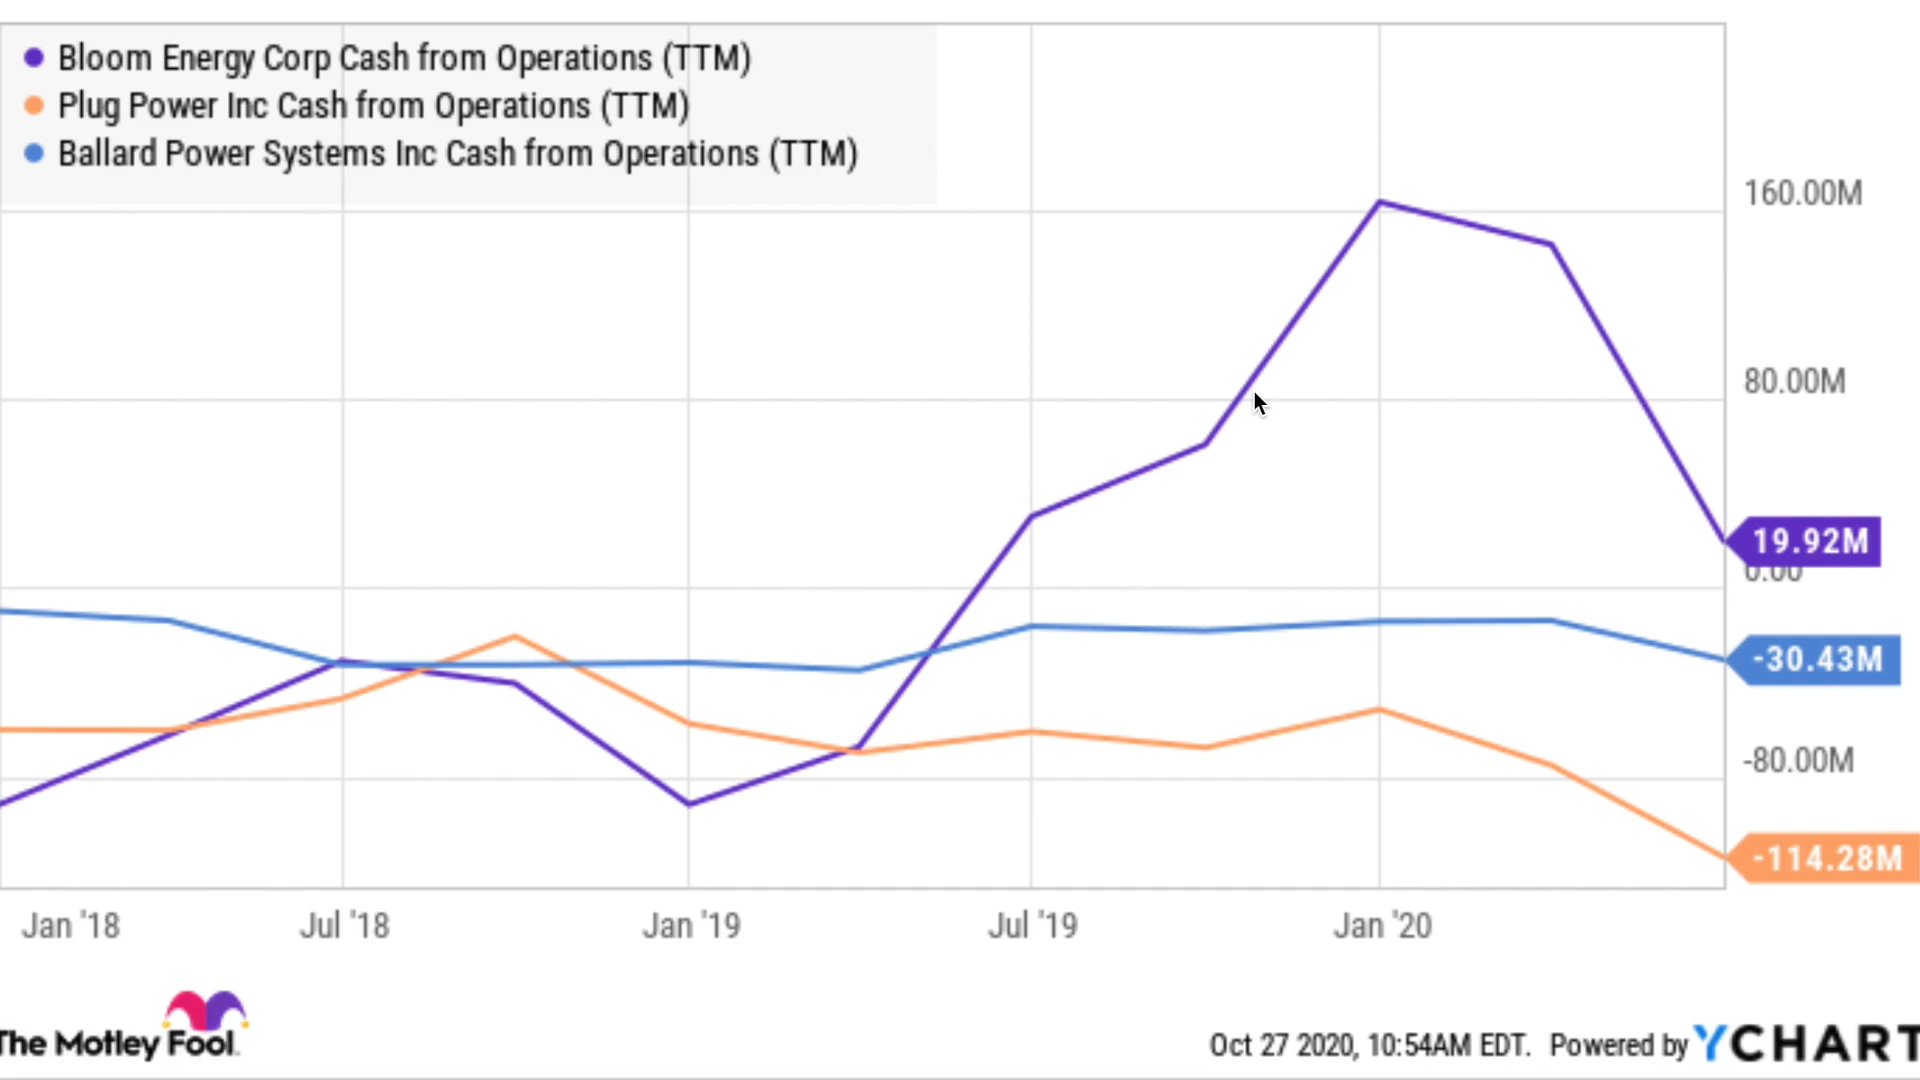 Bloom Energy Corp Cash from Operations (TTM)
Plug Power Inc Cash from Operations (TTM)
Ballard Power Systems Inc Cash from Operations (TTM)
160.00M
80.00M
19.92M
0.00
-30.43M
-80.00M
-114.28M
Jan '18
Jul '18
Jan '19
Jul '19
Jan '20
The Motley Fool.
Oct 27 2020, 10:54AM EDT. Powered by YCHART